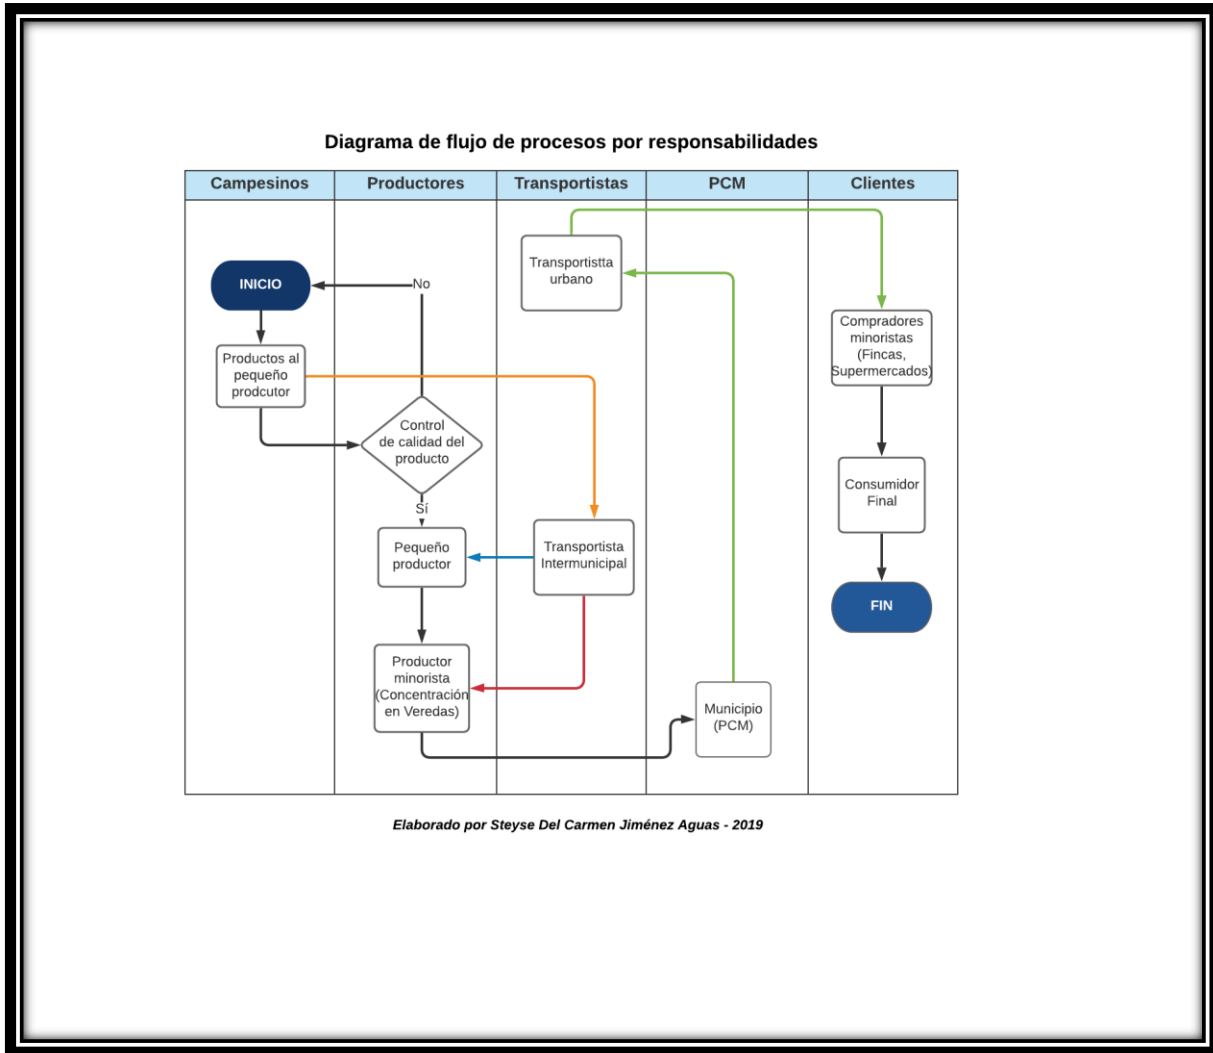 Diagrama de flujo de procesos por responsabilidades
Campesinos
Productores
Transportistas
PCM
Clientes
INICIO
No
Transportistta
urbano
Productos al
pequeño
prodcutor
Control
de calidad del
producto
Sí
Pequeño
productor
Transportista
Intermunicipal
Productor
minorista
(Concentración
en Veredas)
Municipio
(PCM)
Compradores
minoristas
(Fincas,
Supermercados)
Consumidor
Final
FIN
Elaborado por Steyse Del Carmen Jiménez Aguas - 2019